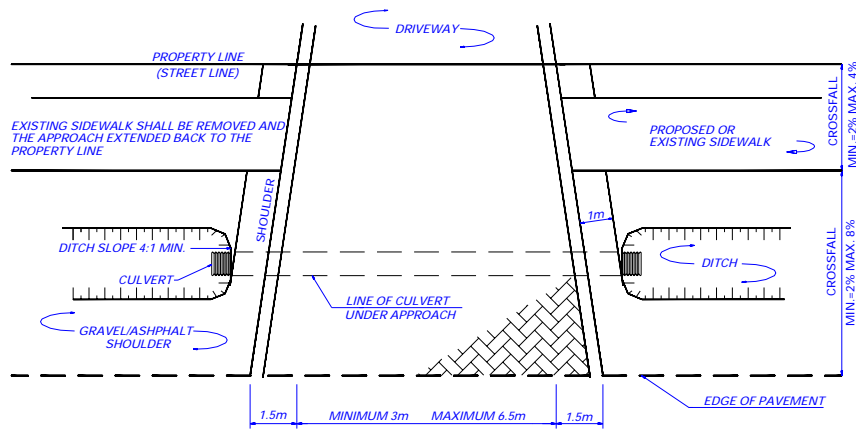 DRIVEWAY
PROPERTY LINE
(STREET LINE)
CROSSFALL
MIN.=2% MAX. 4%
EXISTING SIDEWALK SHALL BE REMOVED AND
THE APPROACH EXTENDED BACK TO THE
PROPERTY LINE
PROPOSED OR
EXISTING SIDEWALK
SHOULDER
1m
DITCH SLOPE 4:1 MIN.
CULVERT
DITCH
CROSSFALL
MIN.=2% MAX. 8%
LINE OF CULVERT
UNDER APPROACH
GRAVEL/ASHPHALT
SHOULDER
EDGE OF PAVEMENT
1.5m
MINIMUM 3m MAXIMUM 6.5m
1.5m